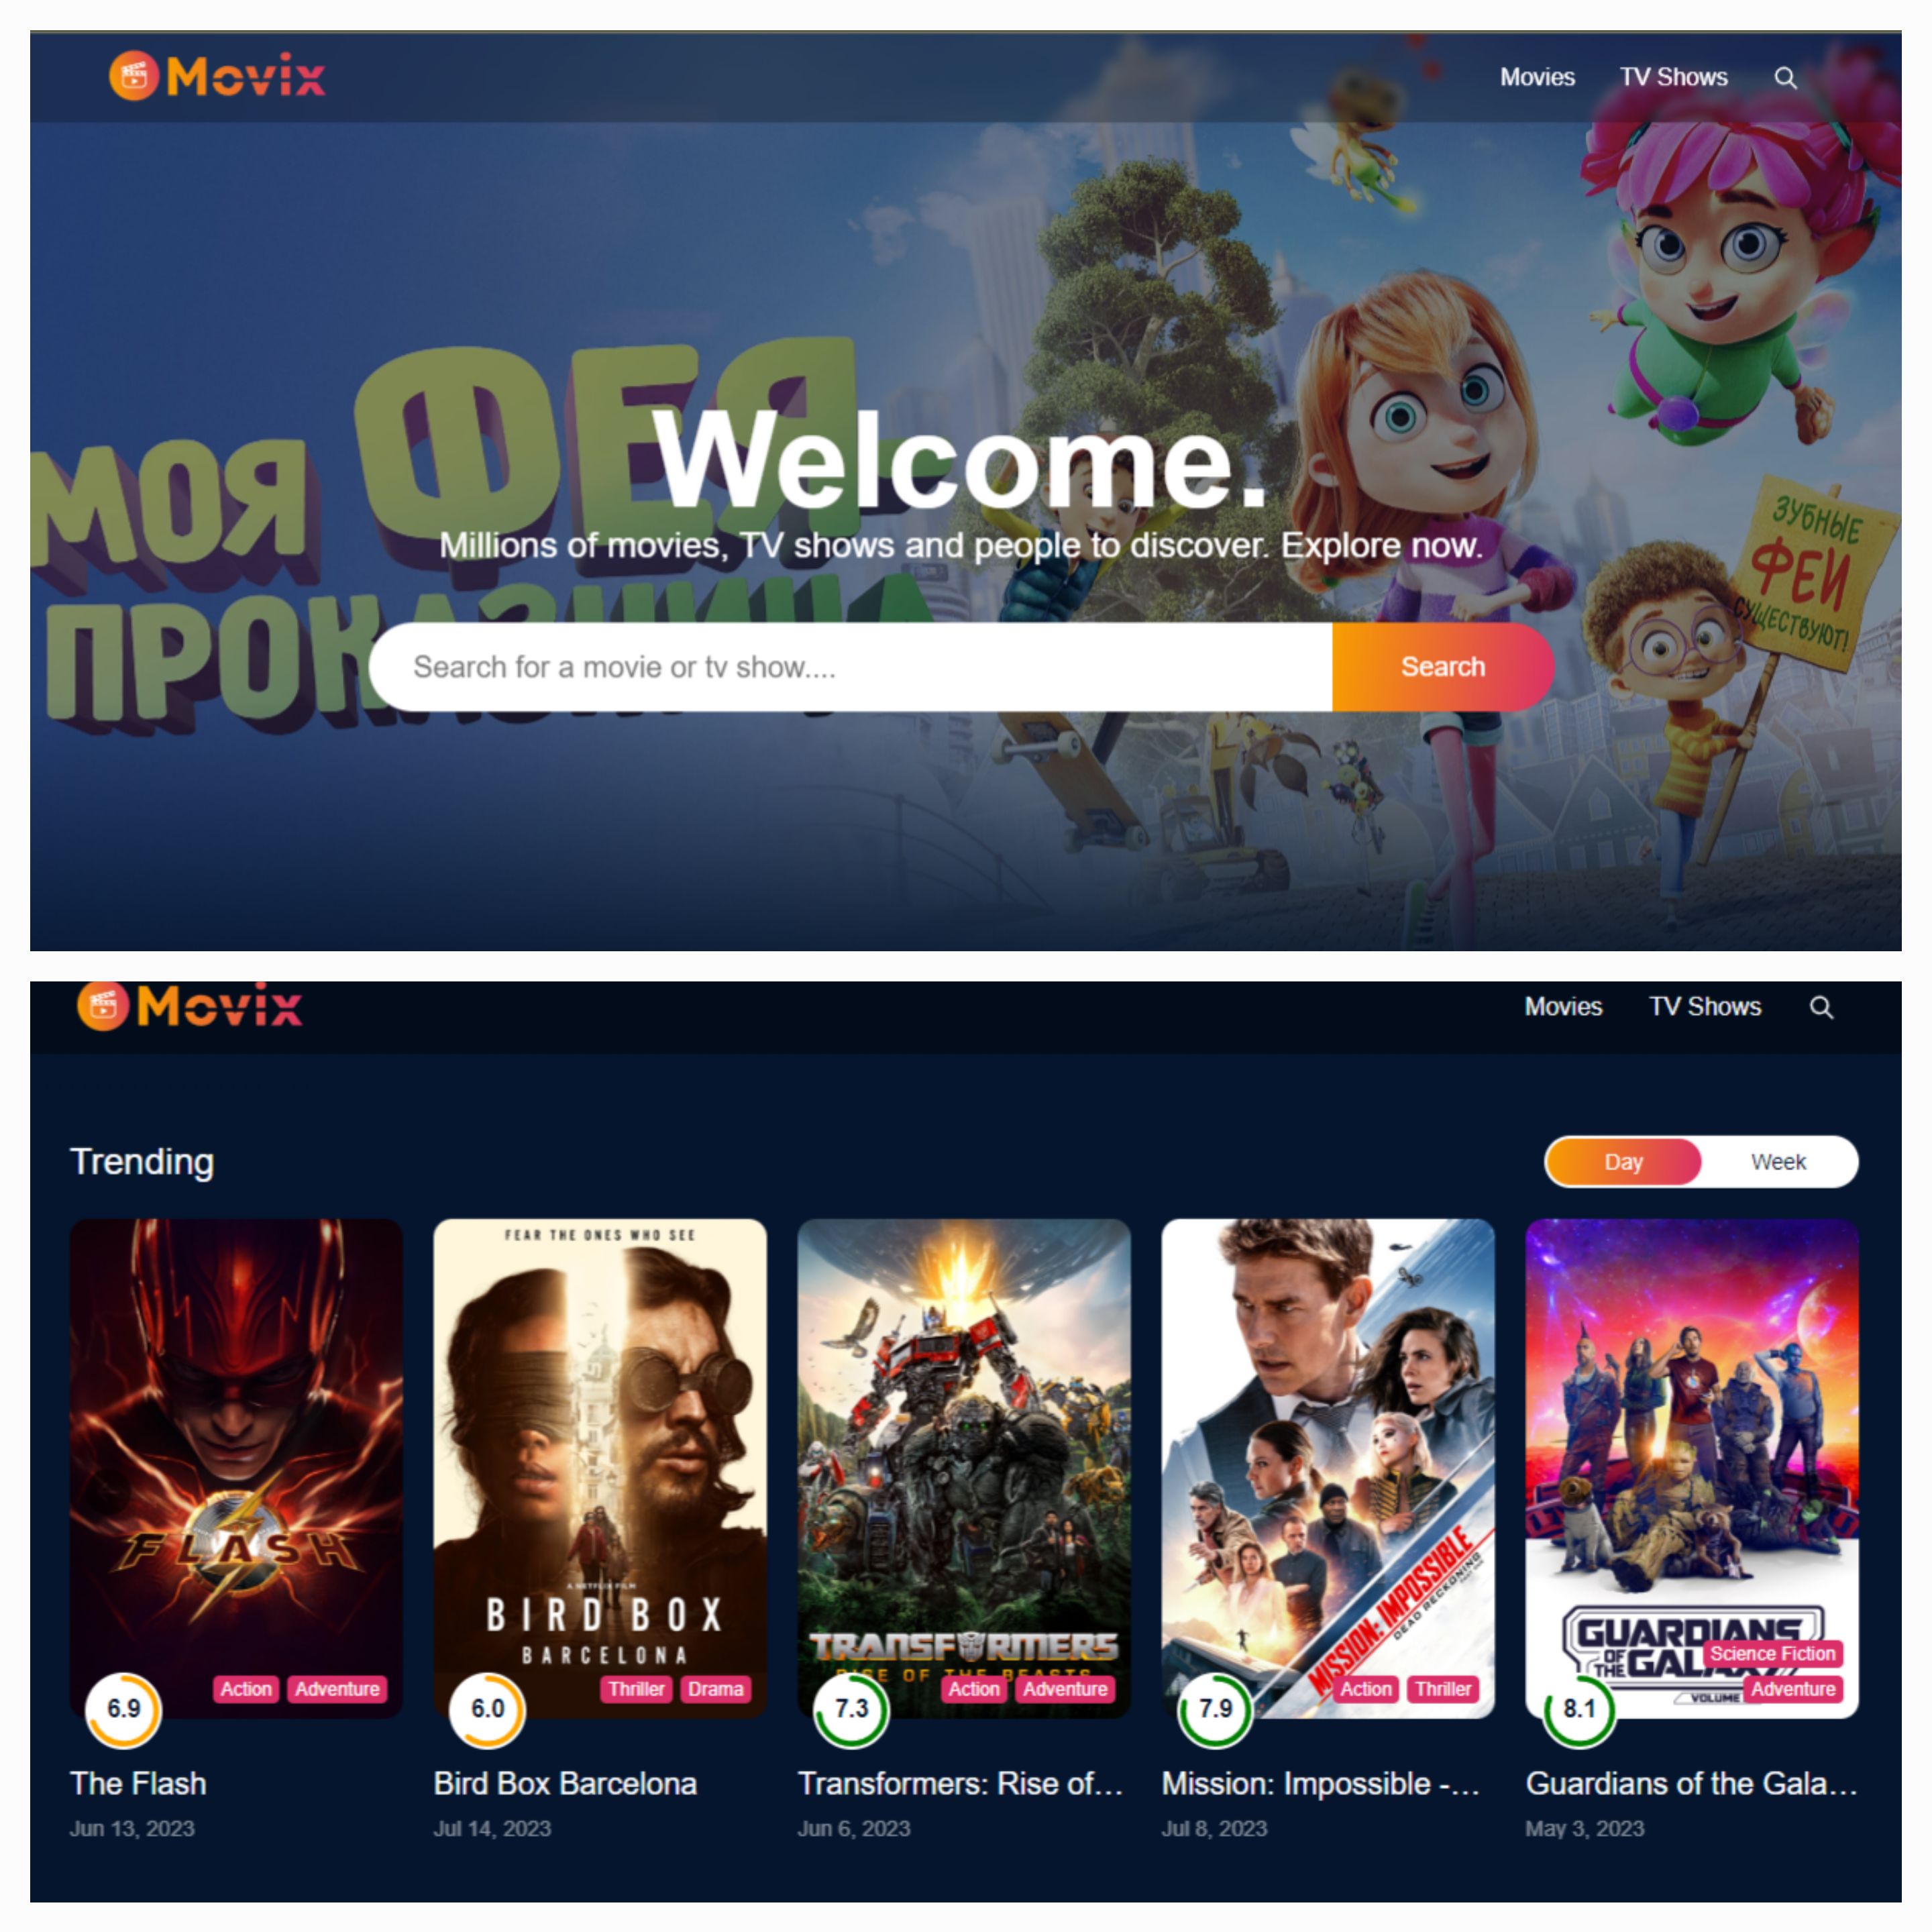 Movix
Movies TV Shows
МОЯ ФЕЯ
Welcome.
Millions of movies, TV shows and people to discover. Explore now.
ЗУБНЫЕ
ФЕИ
СУЩЕСТВУЮТ!
Search for a movie or tv show.... Search
Movix
Movies TV Shows
Trending
Day Week
FLASH
6.9
Action Adventure
The Flash
Jun 13, 2023
FEAR THE ONES WHO SEE
A NETFLIX FILM
BIRD BOX
BARCELONA
6.0
Thriller Drama
Bird Box Barcelona
Jul 14, 2023
TRANSFORMERS
RISE OF THE BEASTS
7.3
Action Adventure
Transformers: Rise of...
Jun 6, 2023
MISSION: IMPOSSIBLE
DEAD RECKONING
7.9
Action Thriller
Mission: Impossible -...
Jul 8, 2023
GUARDIANS
OF THE
VOLUME
8.1
Science Fiction
Adventure
Guardians of the Gala...
May 3, 2023